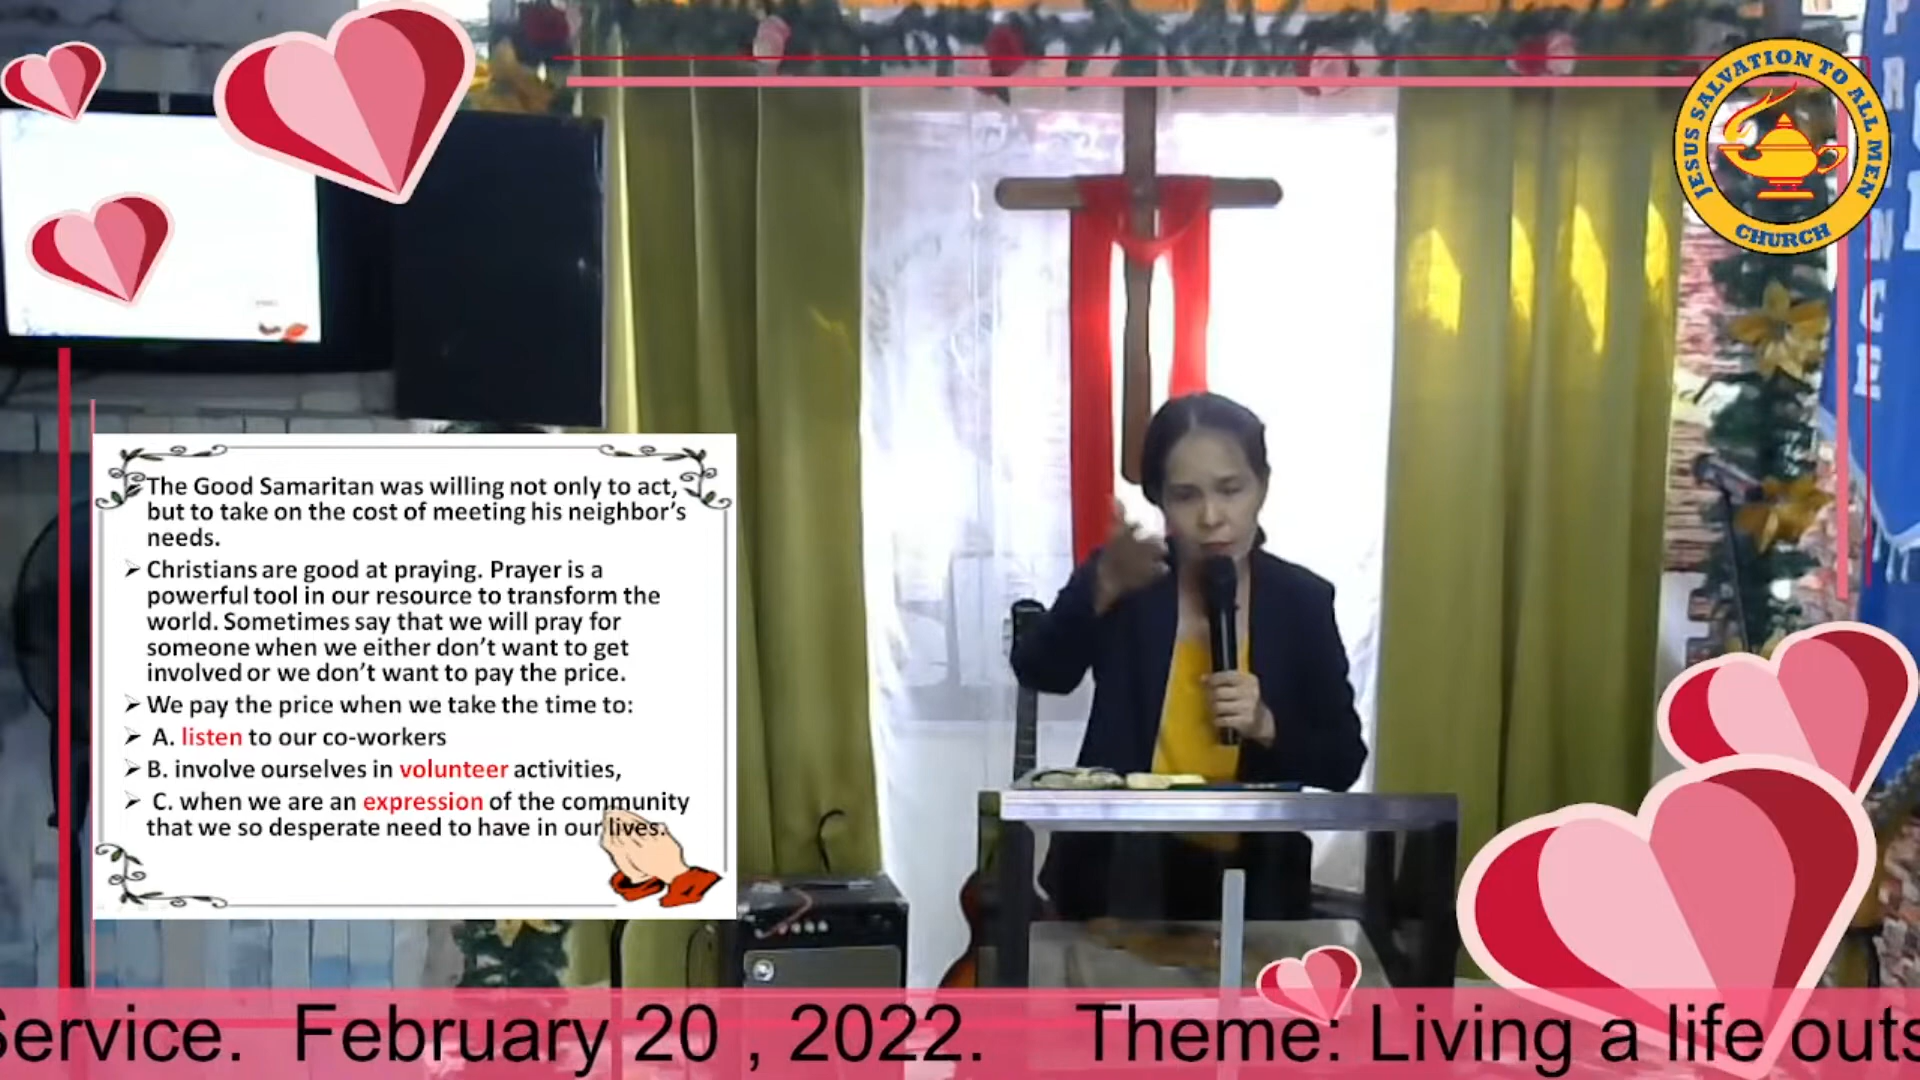 JESUS SALVATION TO ALL MEN
CHURCH
The Good Samaritan was willing not only to act,
but to take on the cost of meeting his neighbor's
needs.
Christians are good at praying. Prayer is a
powerful tool in our resource to transform the
world. Sometimes say that we will pray for
someone when we either don't want to get
involved or we don't want to pay the price.
We pay the price when we take the time to:
A. listen to our co-workers
B. involve ourselves in volunteer activities,
C. when we are an expression of the community
that we so desperate need to have in our lives.
Service. February 20 , 2022. Theme: Living a life outs